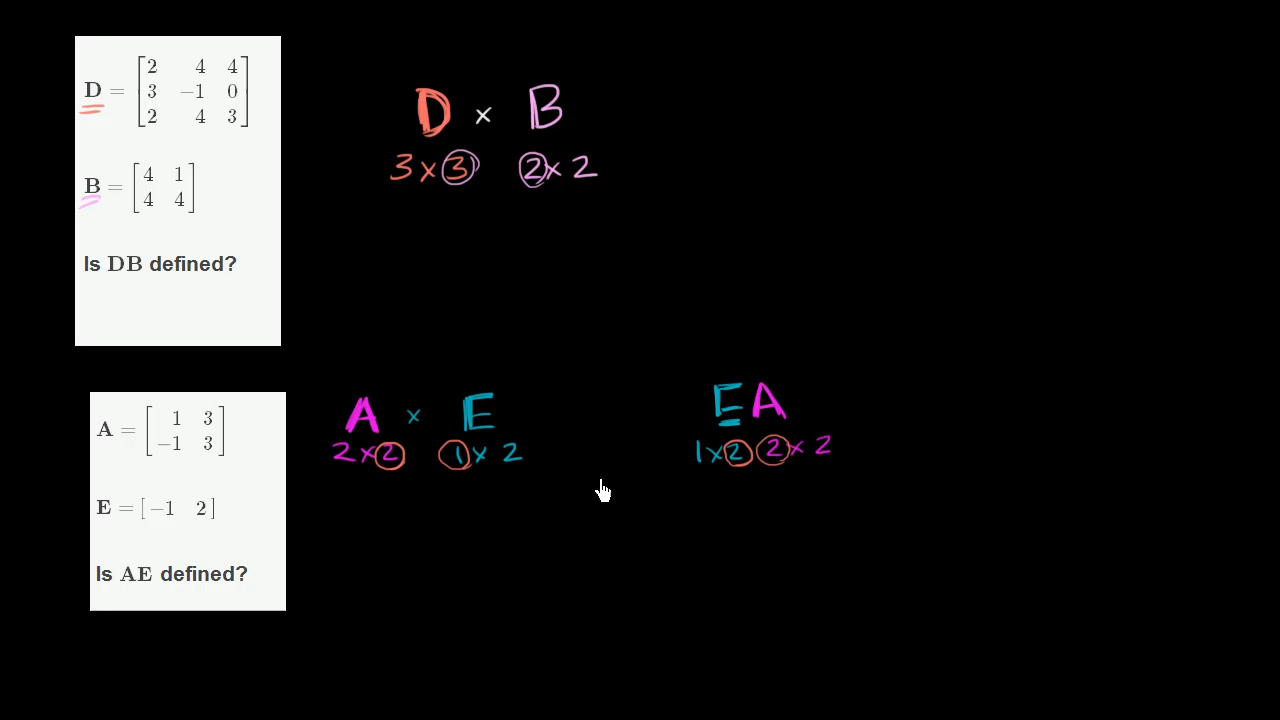 D = [2 4 4
3 −1 0
2 4 3]
B = [4 1
4 4]
Is DB defined?
D × B
3 × 3 2 × 2
A = [1 3
−1 3]
E = [−1 2]
Is AE defined?
A × E
2 × 2 1 × 2
EA
1 × 2 2 × 2